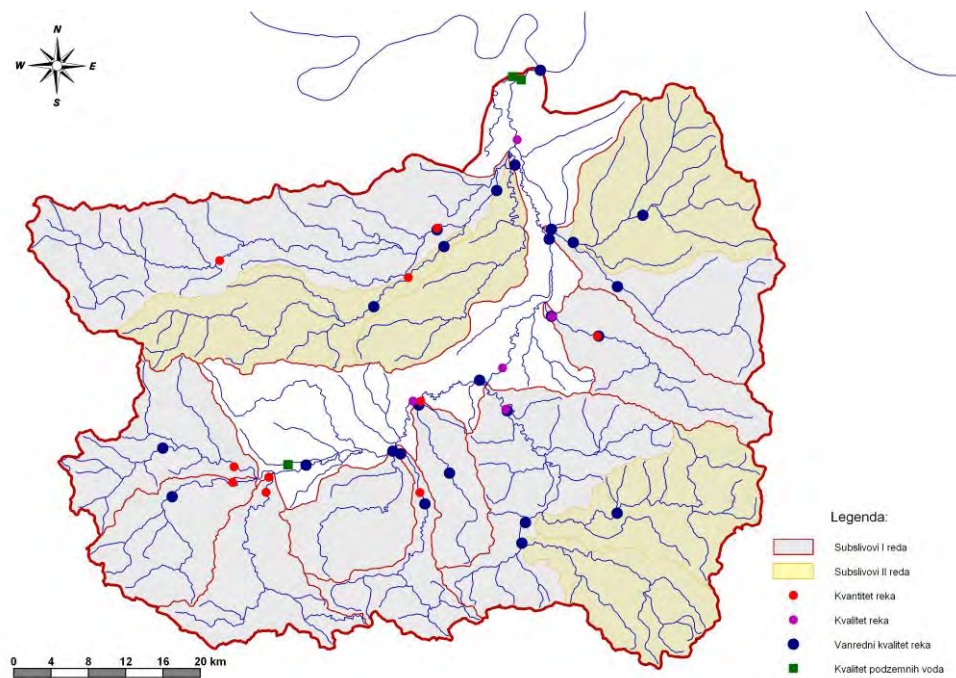 N
W E
S
Legenda:
Subslivovi I reda
Subslivovi II reda
Kvantitet reka
Kvalitet reka
Vanredni kvalitet reka
Kvalitet podzemnih voda
0 4 8 12 16 20 km